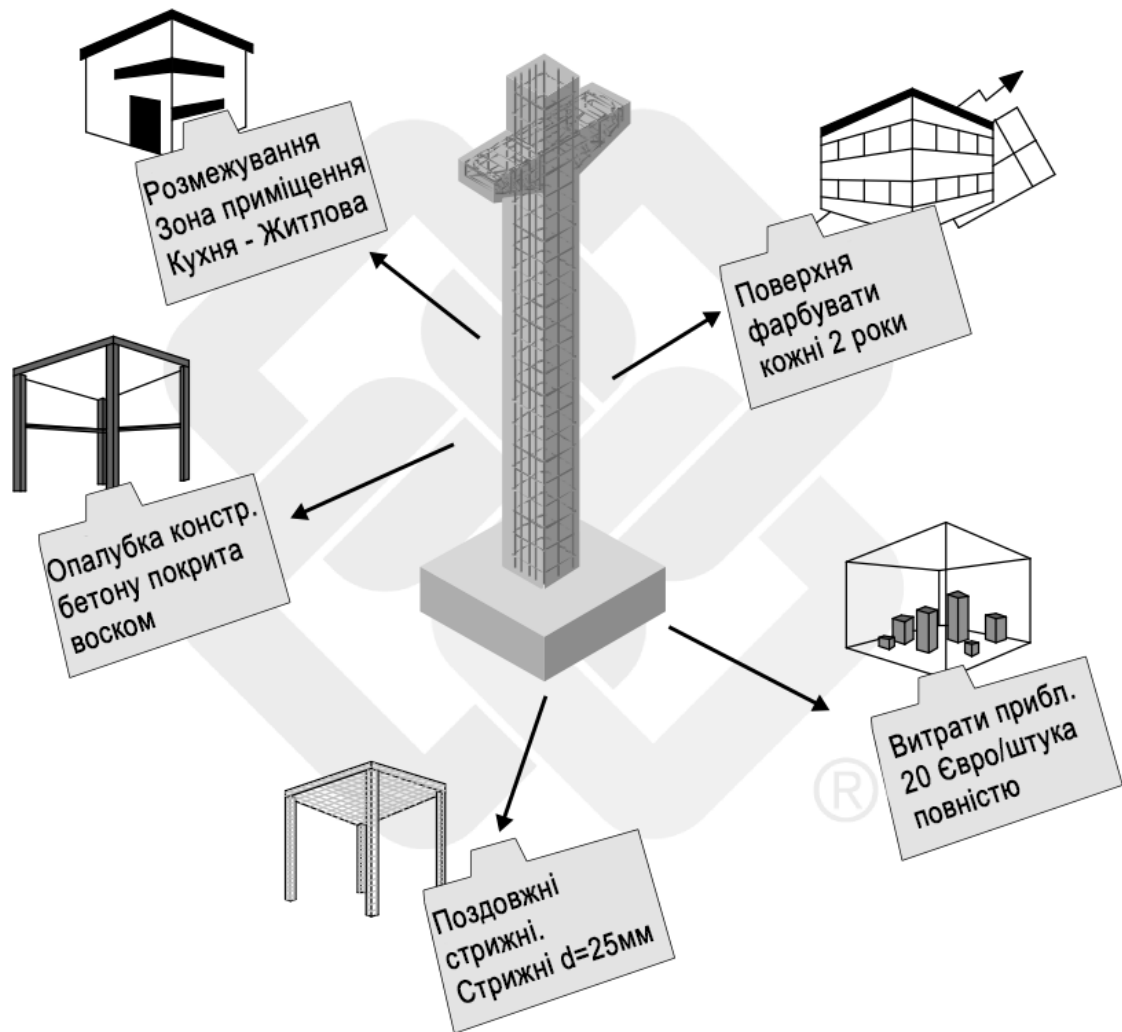 Розмежування
Зона приміщення
Кухня - Житлова
Поверхня
фарбувати
кожні 2 роки
Опалубка констр.
бетону покрита
воском
Витрати прибл.
20 Євро/штука
повністю
®
Поздовжні
стрижні.
Стрижні d=25мм